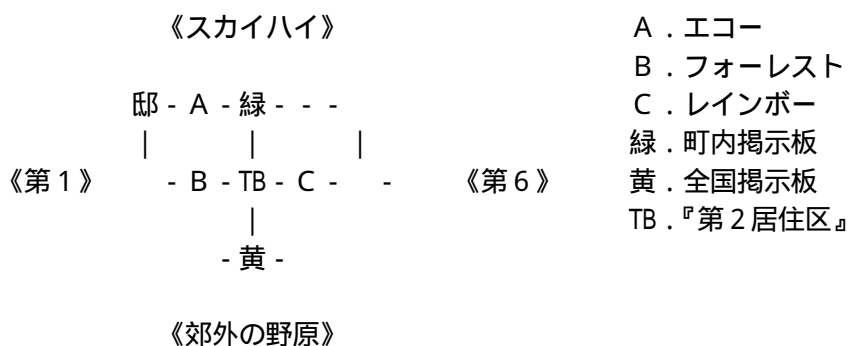 《スカイハイ》 A．エコー
B．フォーレスト
邸 - A - 緑 - - - C．レインボー
｜ ｜ ｜ 緑．町内掲示板
《第1》 - B - TB - C - - 《第6》 黄．全国掲示板
｜ TB．『第2居住区』
- 黄 -
《郊外の野原》